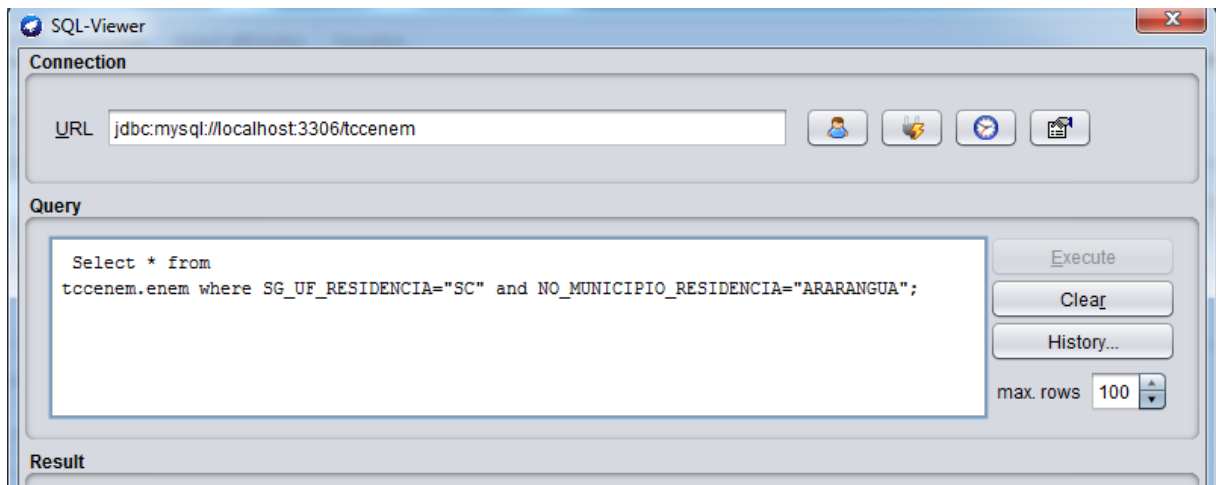 SQL-Viewer
Connection
URL jdbc:mysql://localhost:3306/tccenem
Query
Select * from
tccenem.enem where SG_UF_RESIDENCIA="SC" and NO_MUNICIPIO_RESIDENCIA="ARARANGUA";
Execute
Clear
History...
max. rows 100
Result